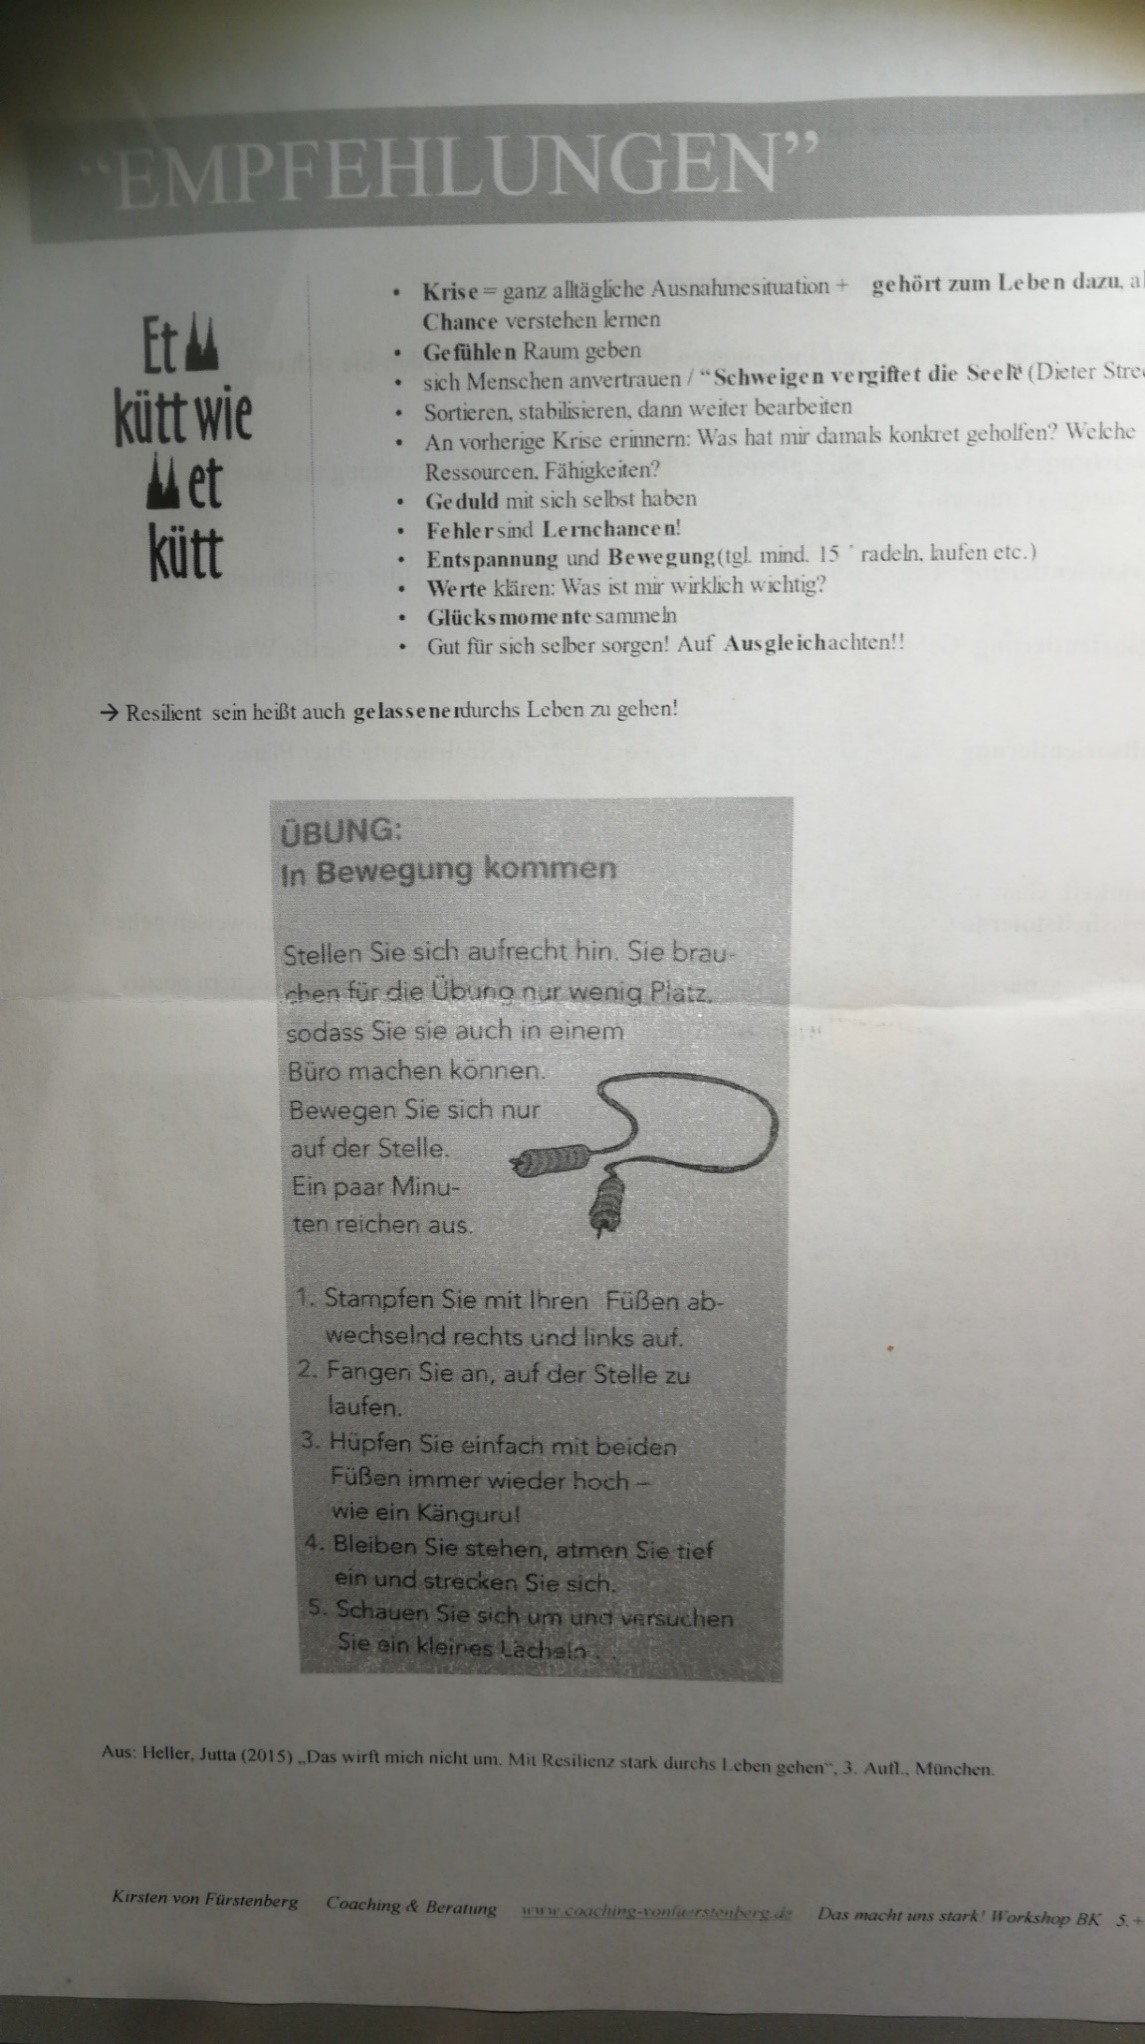 “EMPFEHLUNGEN”
Et
kütt wie
et
kütt
• Krise = ganz alltägliche Ausnahmesituation + gehört zum Leben dazu,
Chance verstehen lernen
• Gefühlen Raum geben
• sich Menschen anvertrauen / “Schweigen vergiftet die Seele” (Dieter
• Sortieren, stabilisieren, dann weiter bearbeiten
• An vorherige Krise erinnern: Was hat mir damals konkret geholfen? Welche
Ressourcen, Fähigkeiten?
• Geduld mit sich selbst haben
• Fehler sind Lernchancen!
• Entspannung und Bewegung (tgl. mind. 15 ´ radeln, laufen etc.)
• Werte klären: Was ist mir wirklich wichtig?
• Glücksmomente sammeln
• Gut für sich selber sorgen! Auf Ausgleich achten!!
→ Resilient sein heißt auch gelassener durchs Leben zu gehen!
ÜBUNG:
In Bewegung kommen
Stellen Sie sich aufrecht hin. Sie brau-
chen für die Übung nur wenig Platz,
sodass Sie sie auch in einem
Büro machen können.
Bewegen Sie sich nur
auf der Stelle.
Ein paar Minu-
ten reichen aus.
1. Stampfen Sie mit Ihren Füßen ab-
wechselnd rechts und links auf.
2. Fangen Sie an, auf der Stelle zu
laufen.
3. Hüpfen Sie einfach mit beiden
Füßen immer wieder hoch –
wie ein Känguru!
4. Bleiben Sie stehen, atmen Sie tief
ein und strecken Sie sich.
5. Schauen Sie sich um und versuchen
Sie ein kleines Lächeln . . .
Aus: Heller, Jutta (2015) „Das wirft mich nicht um. Mit Resilienz stark durchs Leben gehen“, 3. Aufl., München.
Kirsten von Fürstenberg Coaching & Beratung www.coaching-vonfuerstenberg.de Das macht uns stark! Workshop BK 5.+